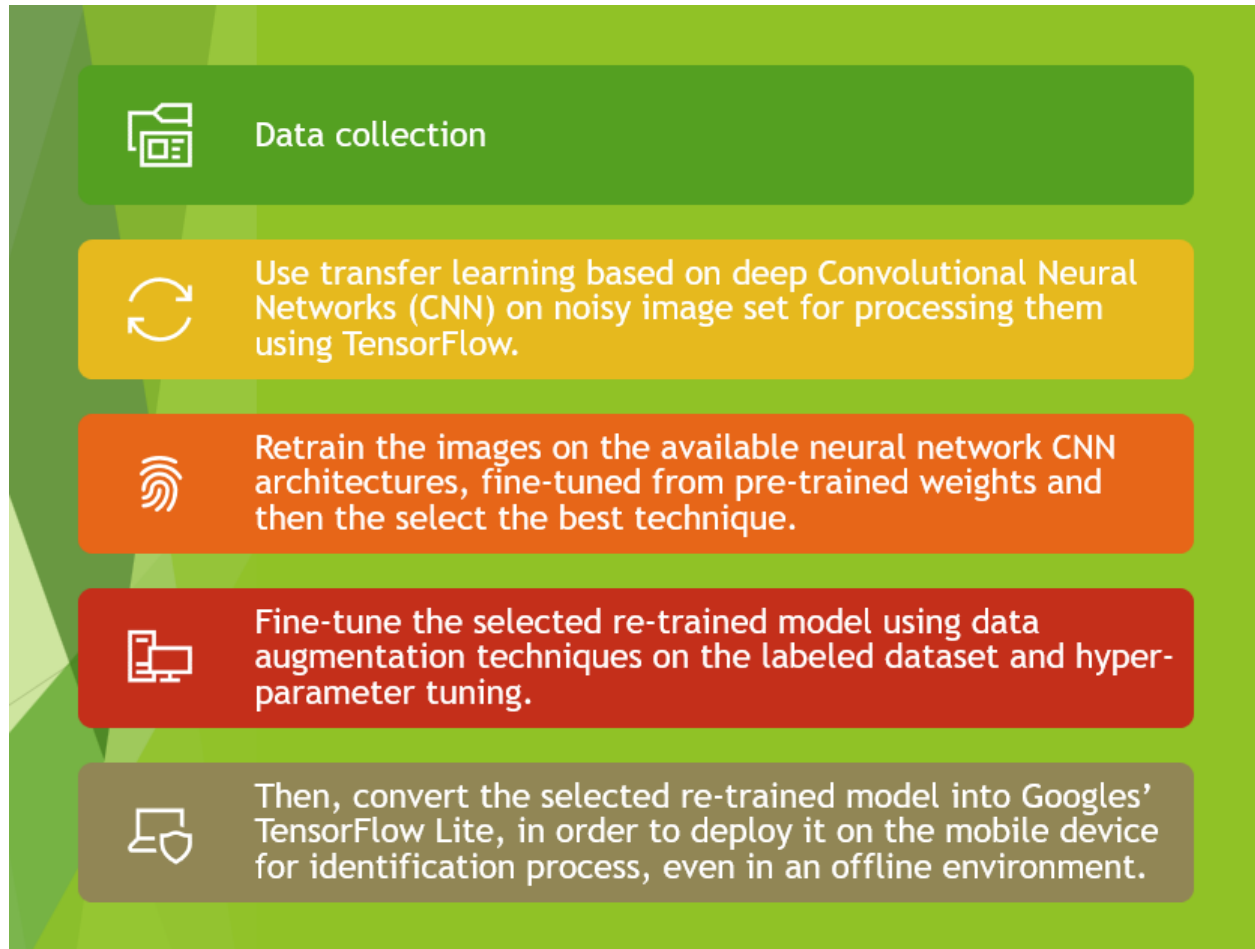 Data collection
Use transfer learning based on deep Convolutional Neural
Networks (CNN) on noisy image set for processing them
using TensorFlow.
Retrain the images on the available neural network CNN
architectures, fine-tuned from pre-trained weights and
then the select the best technique.
Fine-tune the selected re-trained model using data
augmentation techniques on the labeled dataset and hyper-
parameter tuning.
Then, convert the selected re-trained model into Googles’
TensorFlow Lite, in order to deploy it on the mobile device
for identification process, even in an offline environment.